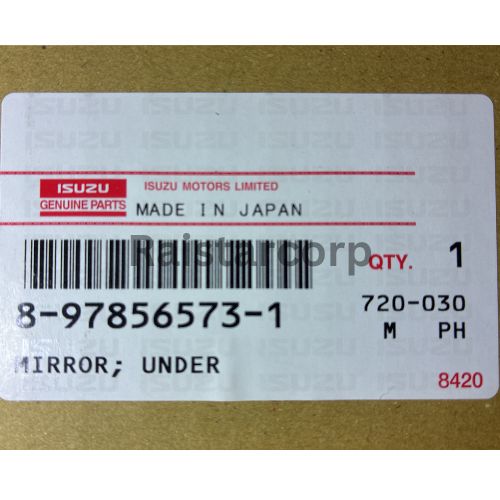 ISUZU
GENUINE PARTS
ISUZU MOTORS LIMITED
MADE IN JAPAN
Raistarcorp
QTY. 1
8-97856573-1
720-030
M PH
MIRROR; UNDER
8420